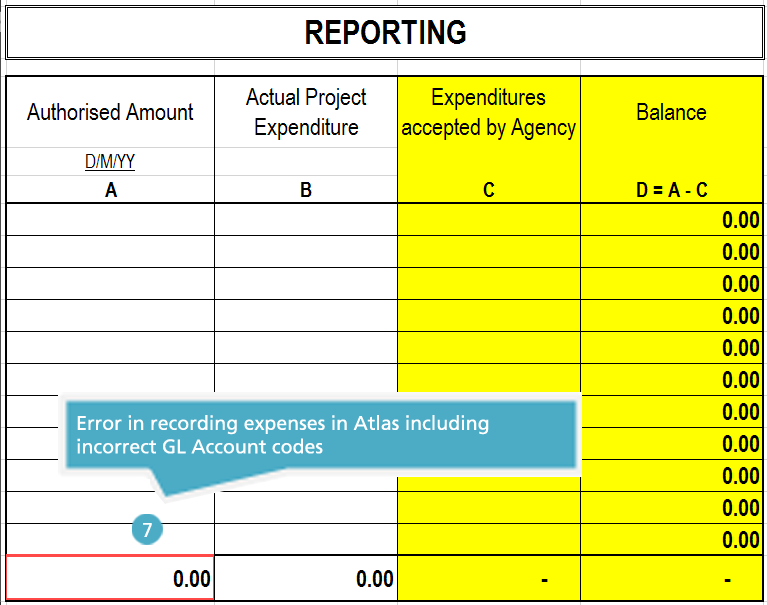 REPORTING
Authorised Amount
Actual Project
Expenditure
Expenditures
accepted by Agency
Balance
D/M/YY
A
B
C
D = A - C
0.00
0.00
0.00
0.00
0.00
0.00
0.00
0.00
0.00
0.00
0.00
Error in recording expenses in Atlas including
incorrect GL Account codes
7
0.00
0.00
-
-